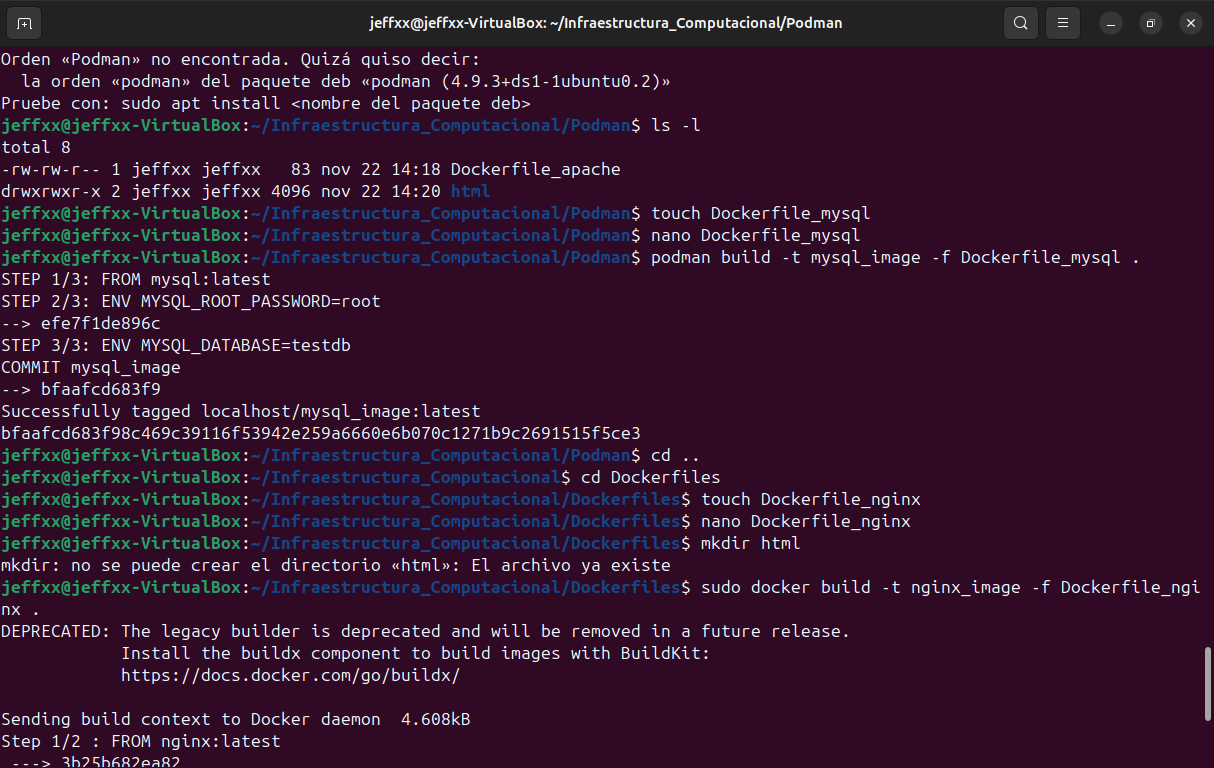 jeffxx@jeffxx-VirtualBox: ~/Infraestructura_Computacional/Podman
Orden «Podman» no encontrada. Quizá quiso decir:
  la orden «podman» del paquete deb «podman (4.9.3+ds1-1ubuntu0.2)»
Pruebe con: sudo apt install <nombre del paquete deb>
jeffxx@jeffxx-VirtualBox:~/Infraestructura_Computacional/Podman$ ls -l
total 8
-rw-rw-r-- 1 jeffxx jeffxx   83 nov 22 14:18 Dockerfile_apache
drwxrwxr-x 2 jeffxx jeffxx 4096 nov 22 14:20 html
jeffxx@jeffxx-VirtualBox:~/Infraestructura_Computacional/Podman$ touch Dockerfile_mysql
jeffxx@jeffxx-VirtualBox:~/Infraestructura_Computacional/Podman$ nano Dockerfile_mysql
jeffxx@jeffxx-VirtualBox:~/Infraestructura_Computacional/Podman$ podman build -t mysql_image -f Dockerfile_mysql .
STEP 1/3: FROM mysql:latest
STEP 2/3: ENV MYSQL_ROOT_PASSWORD=root
--> efe7f1de896c
STEP 3/3: ENV MYSQL_DATABASE=testdb
COMMIT mysql_image
--> bfaafcd683f9
Successfully tagged localhost/mysql_image:latest
bfaafcd683f98c469c39116f53942e259a6660e6b070c1271b9c2691515f5ce3
jeffxx@jeffxx-VirtualBox:~/Infraestructura_Computacional/Podman$ cd ..
jeffxx@jeffxx-VirtualBox:~/Infraestructura_Computacional$ cd Dockerfiles
jeffxx@jeffxx-VirtualBox:~/Infraestructura_Computacional/Dockerfiles$ touch Dockerfile_nginx
jeffxx@jeffxx-VirtualBox:~/Infraestructura_Computacional/Dockerfiles$ nano Dockerfile_nginx
jeffxx@jeffxx-VirtualBox:~/Infraestructura_Computacional/Dockerfiles$ mkdir html
mkdir: no se puede crear el directorio «html»: El archivo ya existe
jeffxx@jeffxx-VirtualBox:~/Infraestructura_Computacional/Dockerfiles$ sudo docker build -t nginx_image -f Dockerfile_ngi
nx .
DEPRECATED: The legacy builder is deprecated and will be removed in a future release.
            Install the buildx component to build images with BuildKit:
            https://docs.docker.com/go/buildx/
Sending build context to Docker daemon  4.608kB
Step 1/2 : FROM nginx:latest
 ---> 3b25b682ea82